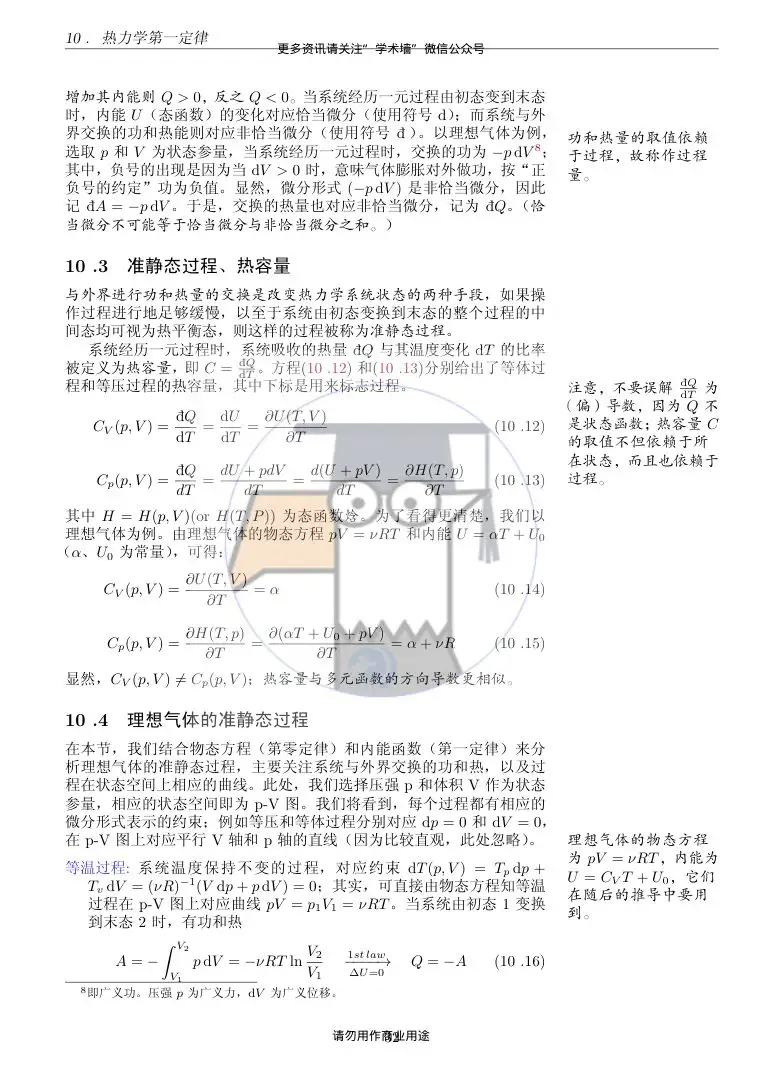 10 . 热力学第一定律
更多资讯请关注“学术墙”微信公众号
增加其内能则 Q > 0，反之 Q < 0。当系统经历一元过程由初态变到末态
时，内能 U（态函数）的变化对应恰当微分（使用符号 d）；而系统与外
界交换的功和热能则对应非恰当微分（使用符号 đ）。以理想气体为例，
选取 p 和 V 为状态参量，当系统经历一元过程时，交换的功为 −p dV⁸；
其中，负号的出现是因为当 dV > 0 时，意味气体膨胀对外做功，按“正
负号的约定”功为负值。显然，微分形式 (−p dV) 是非恰当微分，因此
记 đA = −p dV。于是，交换的热量也对应非恰当微分，记为 đQ。（恰
当微分不可能等于恰当微分与非恰当微分之和。）
功和热量的取值依赖
于过程，故称作过程
量。
10 .3 准静态过程、热容量
与外界进行功和热量的交换是改变热力学系统状态的两种手段，如果操
作过程进行地足够缓慢，以至于系统由初态变换到末态的整个过程的中
间态均可视为热平衡态，则这样的过程被称为准静态过程。
系统经历一元过程时，系统吸收的热量 đQ 与其温度变化 dT 的比率
被定义为热容量，即 C = đQ/dT。方程(10 .12) 和(10 .13)分别给出了等体过
程和等压过程的热容量，其中下标是用来标志过程。
C_V(p, V) = đQ/dT = dU/dT = ∂U(T, V)/∂T (10 .12)
C_p(p, V) = đQ/dT = (dU + pdV)/dT = d(U + pV)/dT = ∂H(T, p)/∂T (10 .13)
注意，不要误解 đQ/dT 为
（偏）导数，因为 Q 不
是状态函数；热容量 C
的取值不但依赖于所
在状态，而且也依赖于
过程。
其中 H = H(p, V)(or H(T, P)) 为态函数焓。为了看得更清楚，我们以
理想气体为例。由理想气体的物态方程 pV = νRT 和内能 U = αT + U₀
（α、U₀ 为常量），可得：
C_V(p, V) = ∂U(T, V)/∂T = α (10 .14)
C_p(p, V) = ∂H(T, p)/∂T = ∂(αT + U₀ + pV)/∂T = α + νR (10 .15)
显然，C_V(p, V) ≠ C_p(p, V)；热容量与多元函数的方向导数更相似。
10 .4 理想气体的准静态过程
在本节，我们结合物态方程（第零定律）和内能函数（第一定律）来分
析理想气体的准静态过程，主要关注系统与外界交换的功和热，以及过
程在状态空间上相应的曲线。此处，我们选择压强 p 和体积 V 作为状态
参量，相应的状态空间即为 p-V 图。我们将看到，每个过程都有相应的
微分形式表示的约束；例如等压和等体过程分别对应 dp = 0 和 dV = 0，
在 p-V 图上对应平行 V 轴和 p 轴的直线（因为比较直观，此处忽略）。
等温过程: 系统温度保持不变的过程，对应约束 dT(p, V) = T_p dp +
T_v dV = (νR)⁻¹(V dp + p dV) = 0；其实，可直接由物态方程知等温
过程在 p-V 图上对应曲线 pV = p₁V₁ = νRT。当系统由初态 1 变换
到末态 2 时，有功和热
理想气体的物态方程
为 pV = νRT，内能为
U = C_V T + U₀，它们
在随后的推导中要用
到。
A = −∫_{V₁}^{V₂} p dV = −νRT ln V₂/V₁ 1st law→ΔU=0 Q = −A (10 .16)
⁸即广义功。压强 p 为广义力，dV 为广义位移。
请勿用作商业用途